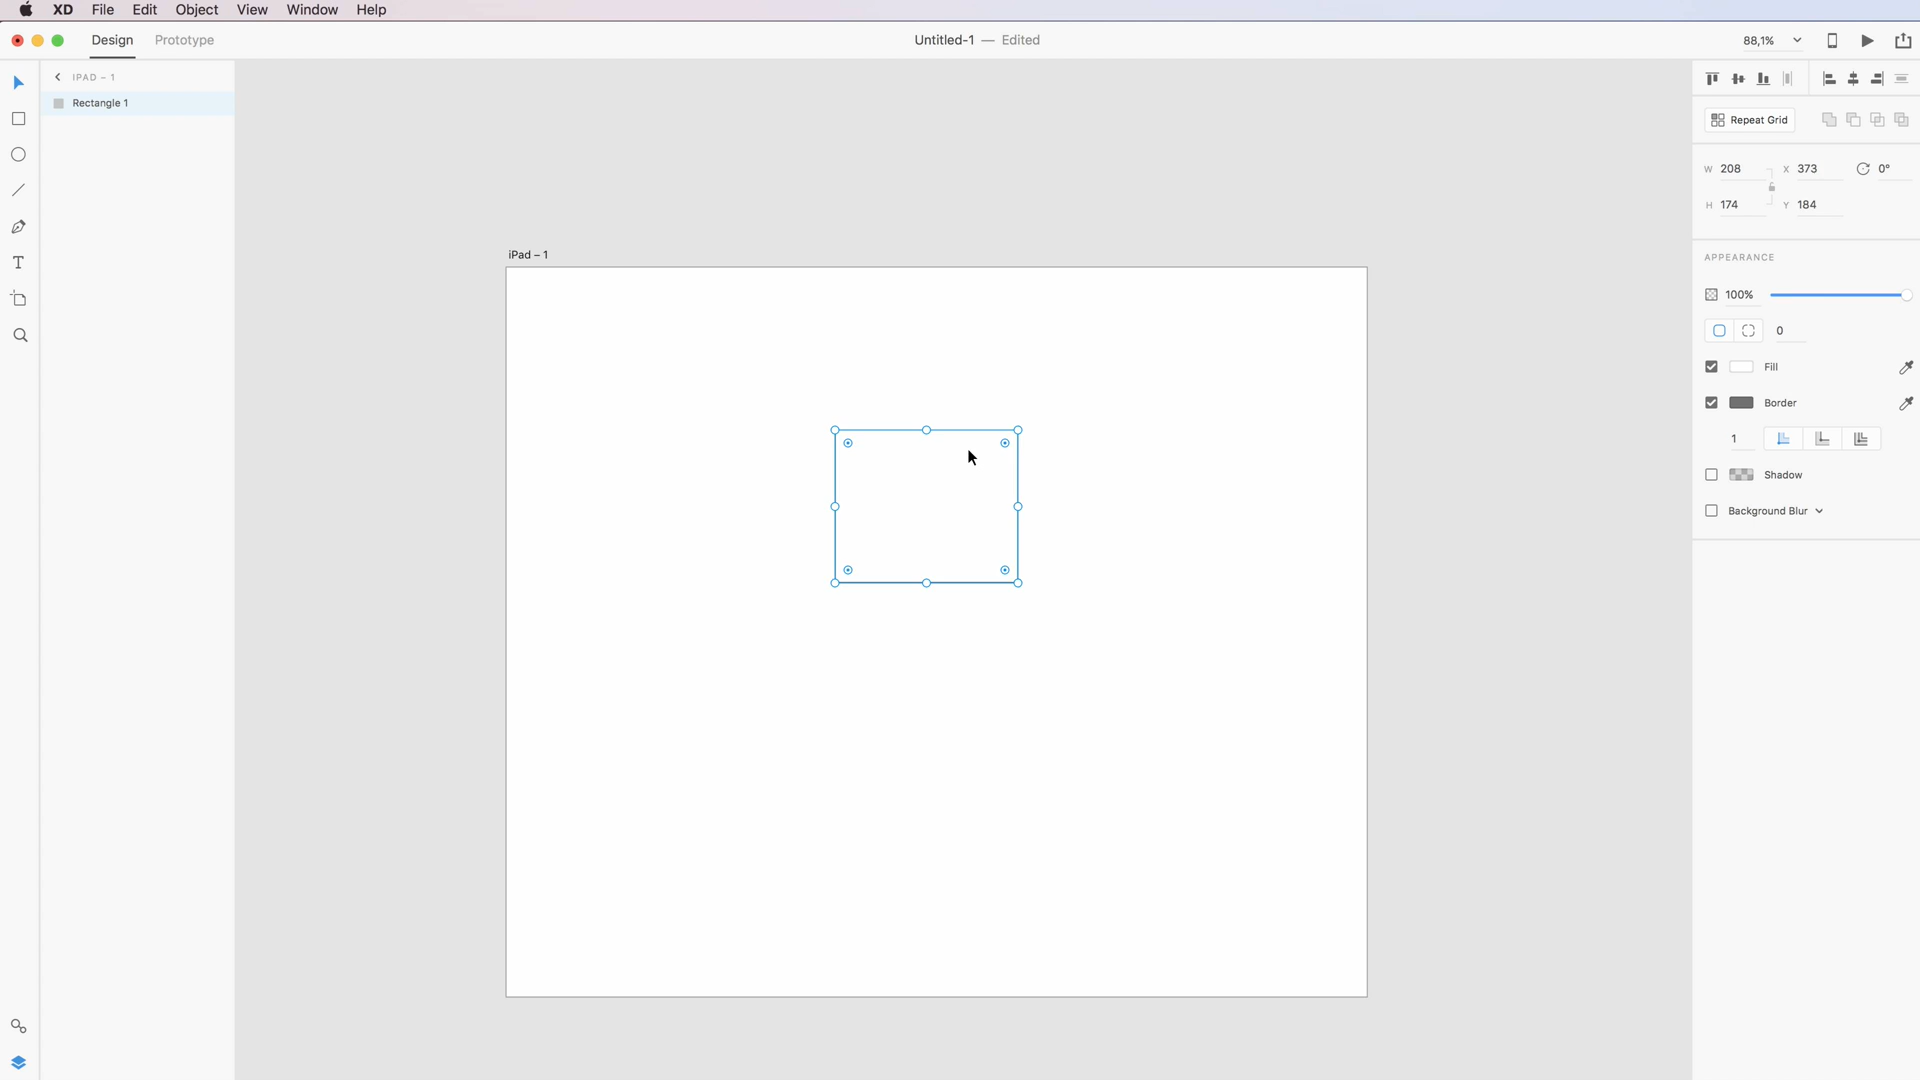 XD File Edit Object View Window Help
Design Prototype Untitled-1 — Edited 88,1%
IPAD – 1
Rectangle 1
Repeat Grid
W 208 X 373 0°
H 174 Y 184
iPad – 1
APPEARANCE
100%
0
Fill
Border
1
Shadow
Background Blur